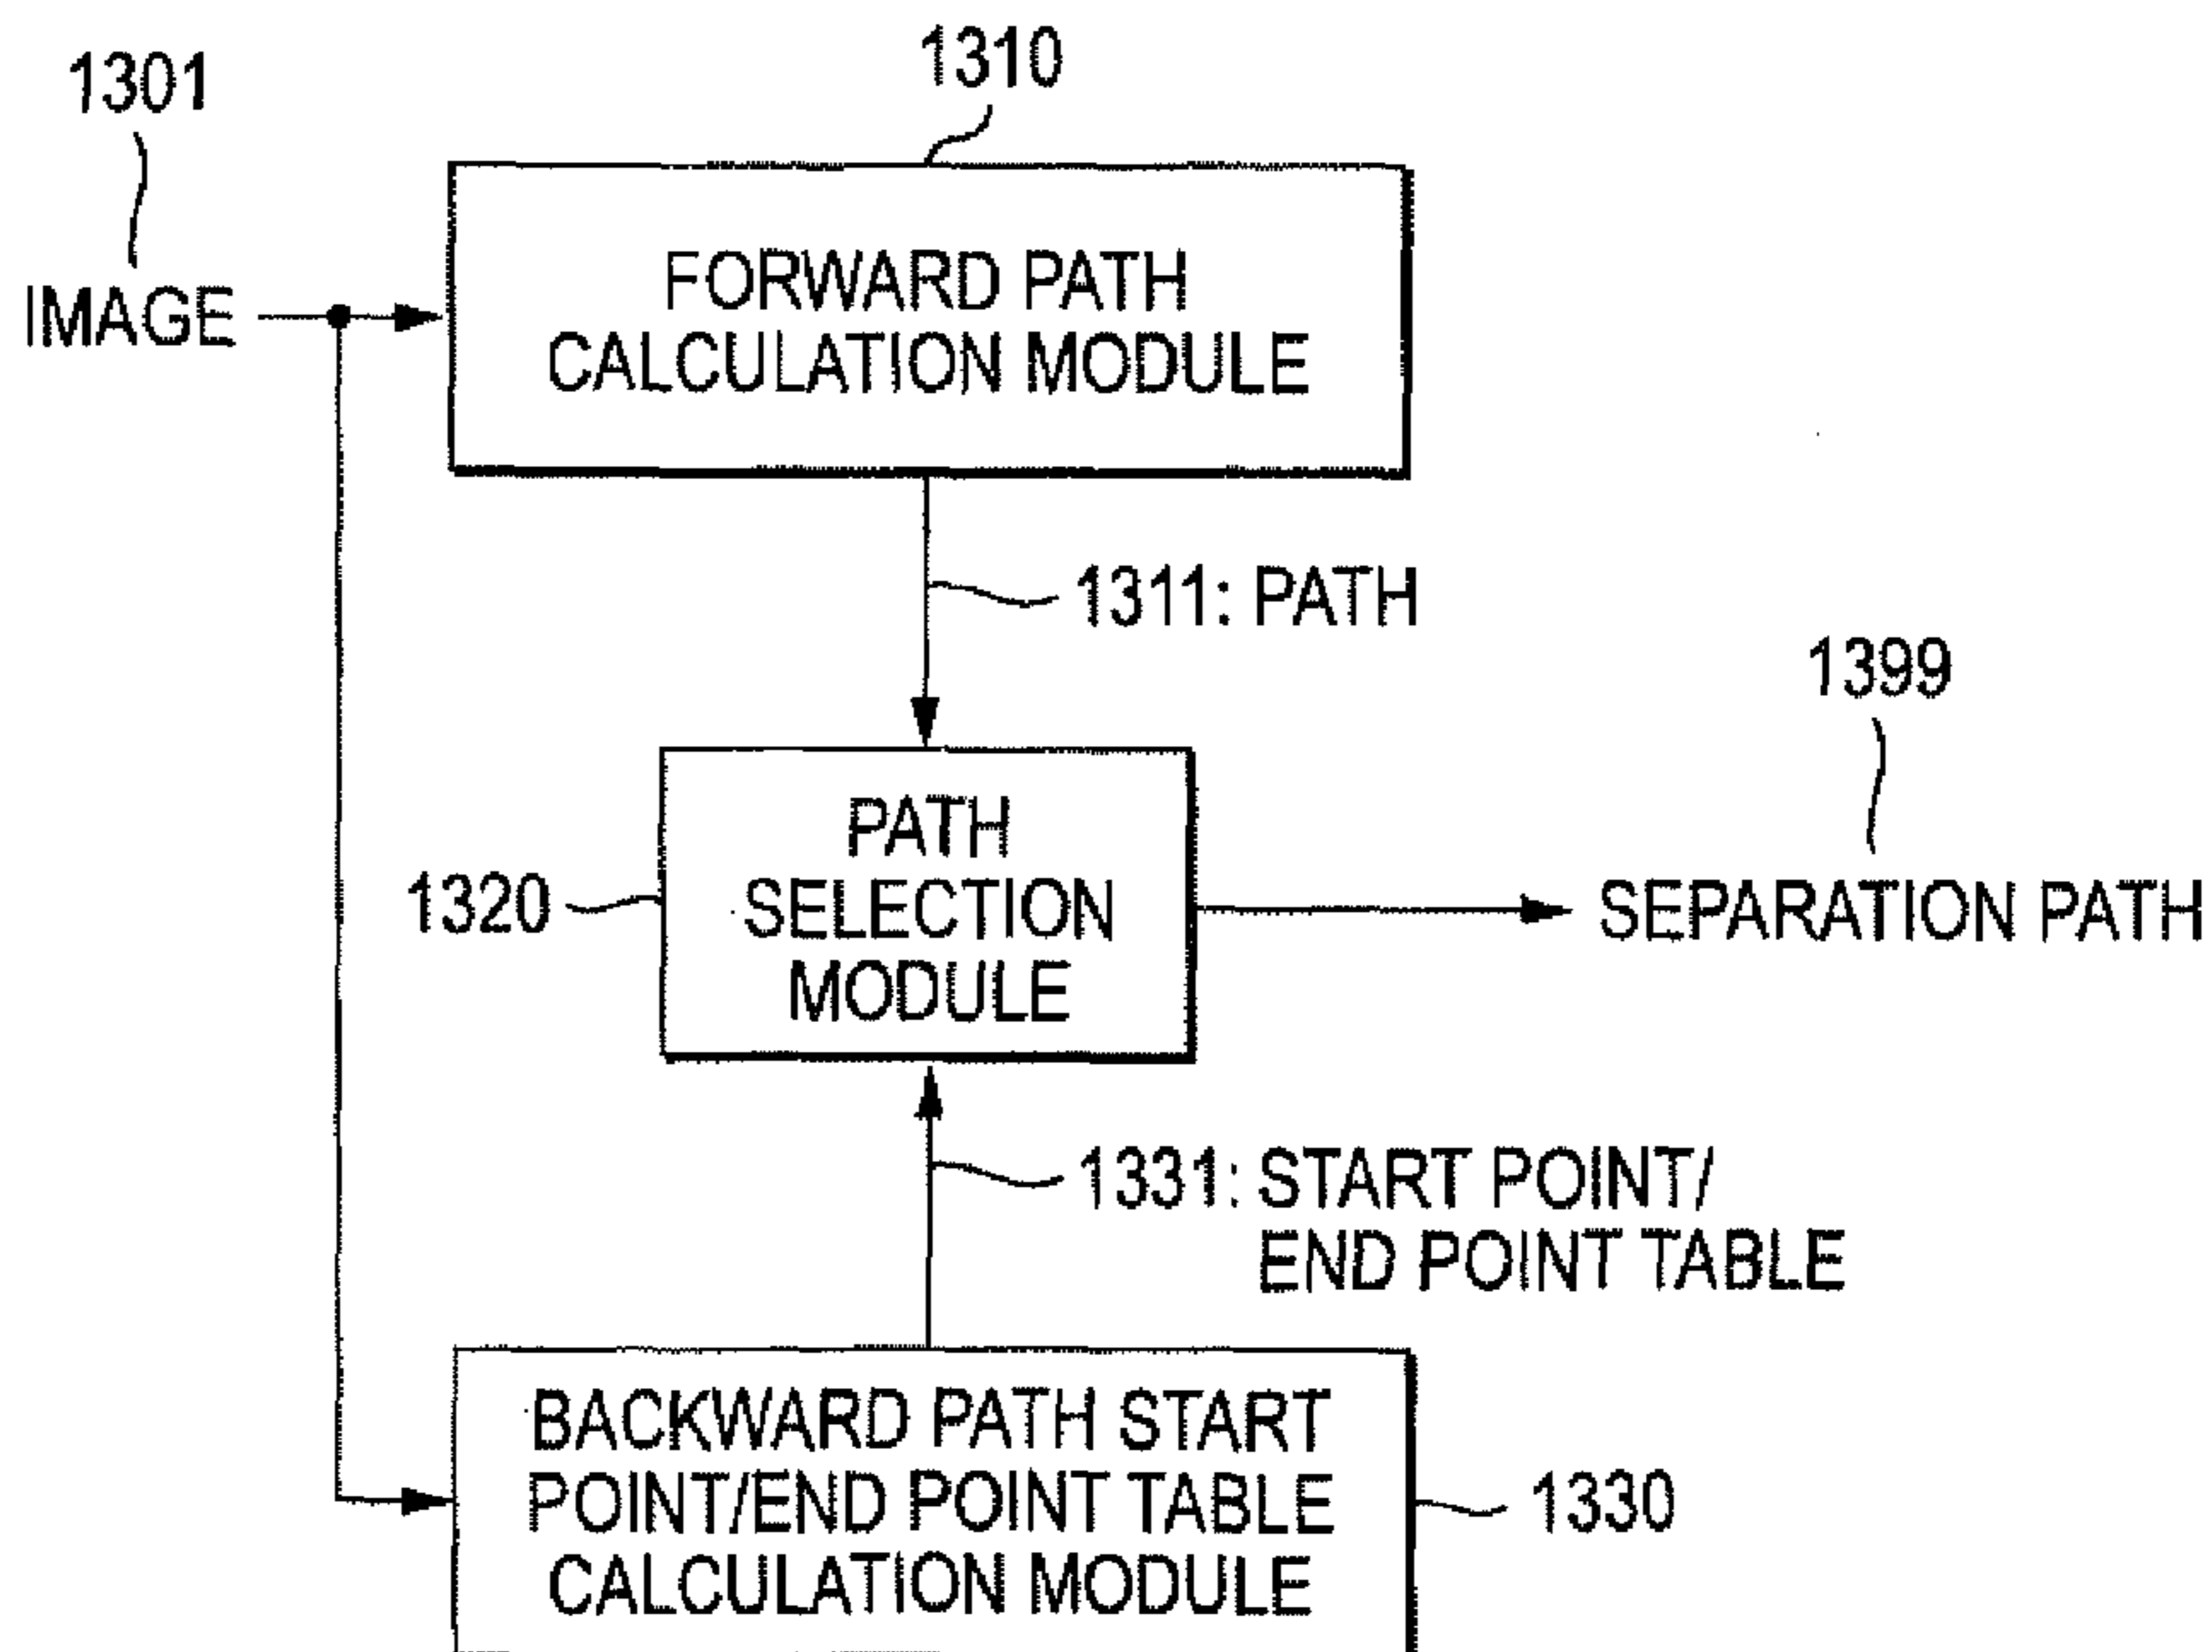 1310
1301
IMAGE
FORWARD PATH
CALCULATION MODULE
1311: PATH
1399
PATH
SELECTION
MODULE
1320
SEPARATION PATH
1331: START POINT/
END POINT TABLE
BACKWARD PATH START
POINT/END POINT TABLE
CALCULATION MODULE
1330